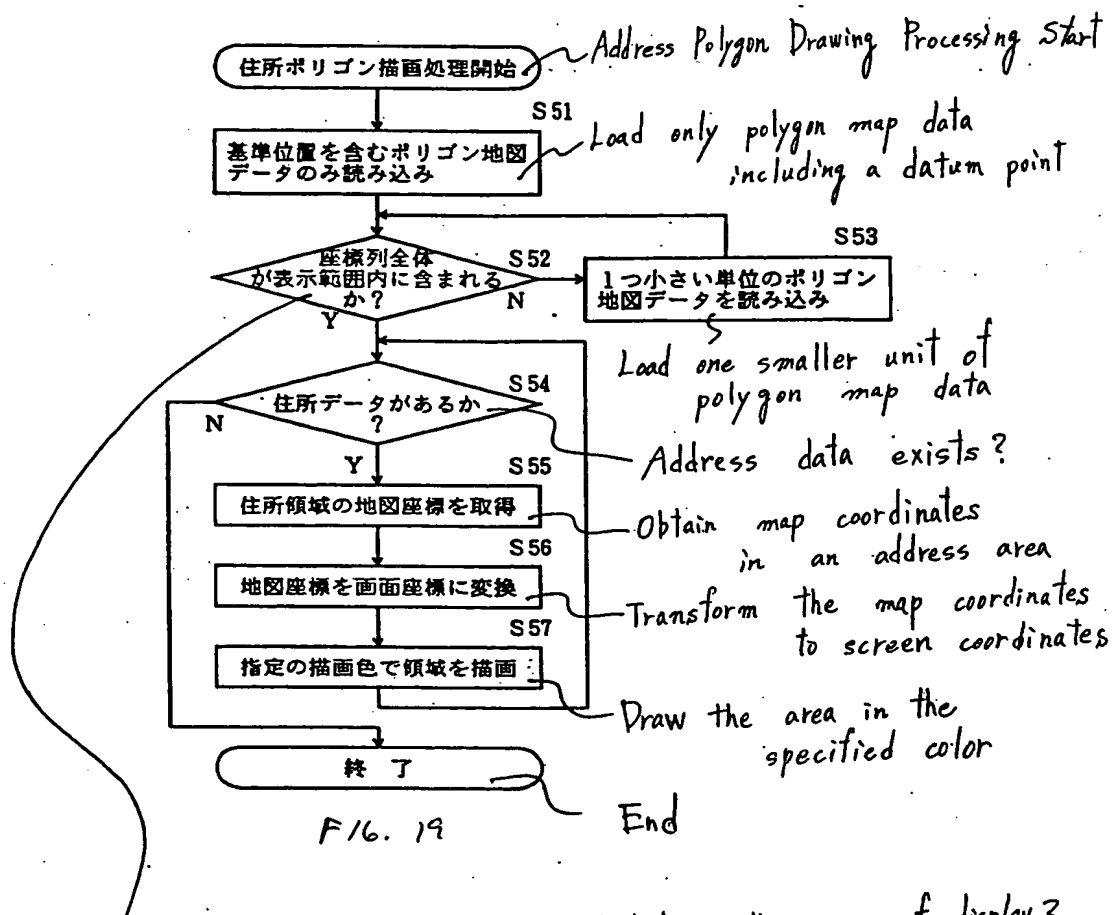 住所ポリゴン描画処理開始
Address Polygon Drawing Processing Start
S51
基準位置を含むポリゴン地図
データのみ読み込み
Load only polygon map data
including a datum point
座標列全体
が表示範囲内に含まれる
か?
S52
N
Y
S53
1つ小さい単位のポリゴン
地図データを読み込み
Load one smaller unit of
polygon map data
住所データがあるか
?
S54
N
Y
Address data exists?
S55
住所領域の地図座標を取得
Obtain map coordinates
in an address area
S56
地図座標を画面座標に変換
Transform the map coordinates
to screen coordinates
S57
指定の描画色で領域を描画
Draw the area in the
specified color
終了
End
FIG. 19
f display?